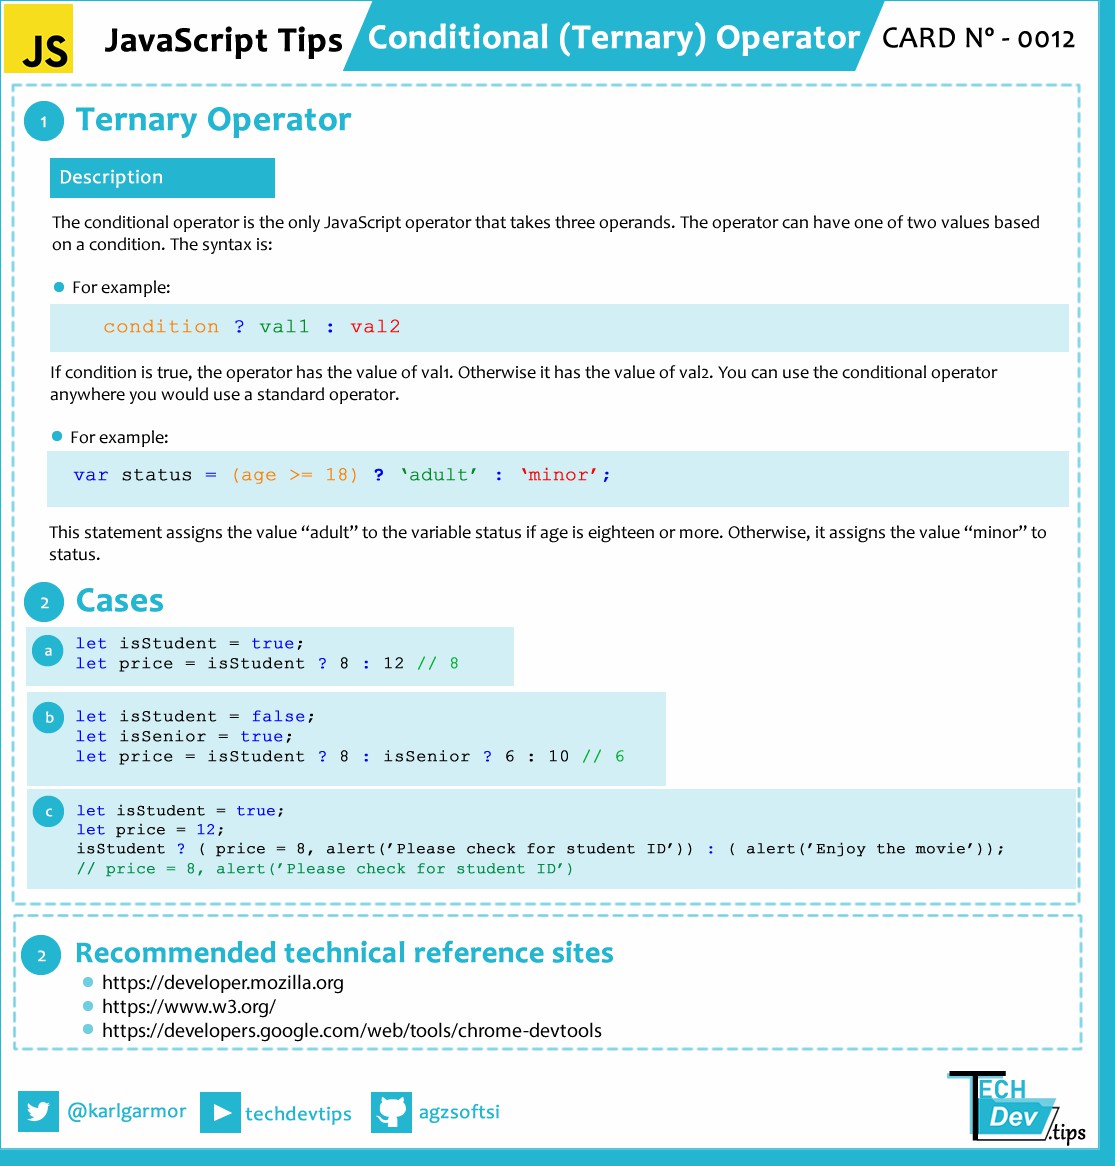 JS
JavaScript Tips
Conditional (Ternary) Operator
CARD Nº - 0012
1
Ternary Operator
Description
The conditional operator is the only JavaScript operator that takes three operands. The operator can have one of two values based
on a condition. The syntax is:
For example:
condition ? val1 : val2
If condition is true, the operator has the value of val1. Otherwise it has the value of val2. You can use the conditional operator
anywhere you would use a standard operator.
For example:
var status = (age >= 18) ? ‘adult’ : ‘minor’;
This statement assigns the value “adult” to the variable status if age is eighteen or more. Otherwise, it assigns the value “minor” to
status.
2
Cases
a
let isStudent = true;
let price = isStudent ? 8 : 12 // 8
b
let isStudent = false;
let isSenior = true;
let price = isStudent ? 8 : isSenior ? 6 : 10 // 6
c
let isStudent = true;
let price = 12;
isStudent ? ( price = 8, alert(’Please check for student ID’)) : ( alert(’Enjoy the movie’));
// price = 8, alert(’Please check for student ID’)
2
Recommended technical reference sites
https://developer.mozilla.org
https://www.w3.org/
https://developers.google.com/web/tools/chrome-devtools
@karlgarmor
techdevtips
agzsoftsi
TECH
Dev
.tips